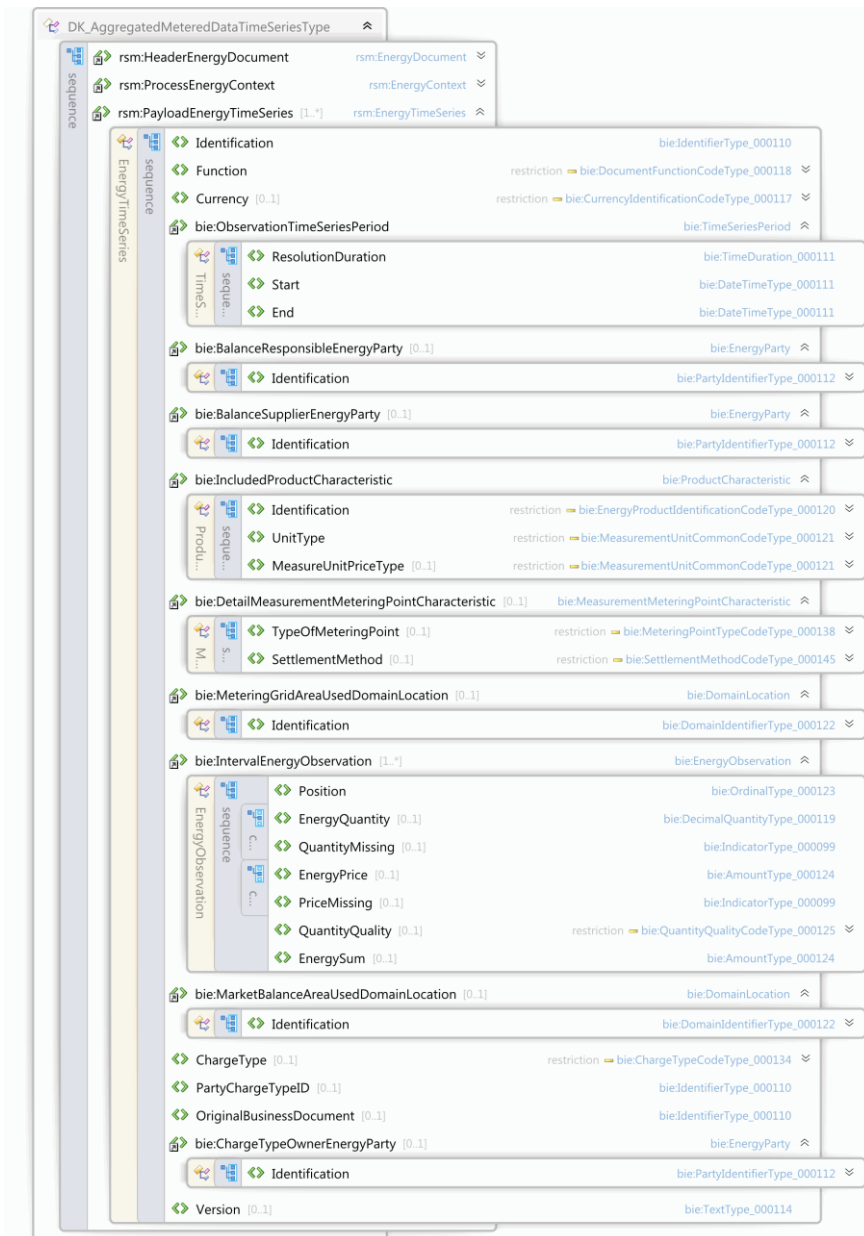 DK_AggregatedMeteredDataTimeSeriesType
sequence
rsm:HeaderEnergyDocument rsm:EnergyDocument
rsm:ProcessEnergyContext rsm:EnergyContext
rsm:PayloadEnergyTimeSeries [1..*] rsm:EnergyTimeSeries
EnergyTimeSeries
sequence
Identification bie:IdentifierType_000110
Function restriction bie:DocumentFunctionCodeType_000118
Currency [0..1] restriction bie:CurrencyIdentificationCodeType_000117
bie:ObservationTimeSeriesPeriod bie:TimeSeriesPeriod
TimeS...
seque...
ResolutionDuration bie:TimeDuration_000111
Start bie:DateTimeType_000111
End bie:DateTimeType_000111
bie:BalanceResponsibleEnergyParty [0..1] bie:EnergyParty
Identification bie:PartyIdentifierType_000112
bie:BalanceSupplierEnergyParty [0..1] bie:EnergyParty
Identification bie:PartyIdentifierType_000112
bie:IncludedProductCharacteristic bie:ProductCharacteristic
Produ...
seque...
Identification restriction bie:EnergyProductIdentificationCodeType_000120
UnitType restriction bie:MeasurementUnitCommonCodeType_000121
MeasureUnitPriceType [0..1] restriction bie:MeasurementUnitCommonCodeType_000121
bie:DetailMeasurementMeteringPointCharacteristic [0..1] bie:MeasurementMeteringPointCharacteristic
M...
s...
TypeOfMeteringPoint [0..1] restriction bie:MeteringPointTypeCodeType_000138
SettlementMethod [0..1] restriction bie:SettlementMethodCodeType_000145
bie:MeteringGridAreaUsedDomainLocation [0..1] bie:DomainLocation
Identification bie:DomainIdentifierType_000122
bie:IntervalEnergyObservation [1..*] bie:EnergyObservation
EnergyObservation
sequence
c...
c...
Position bie:OrdinalType_000123
EnergyQuantity [0..1] bie:DecimalQuantityType_000119
QuantityMissing [0..1] bie:IndicatorType_000099
EnergyPrice [0..1] bie:AmountType_000124
PriceMissing [0..1] bie:IndicatorType_000099
QuantityQuality [0..1] restriction bie:QuantityQualityCodeType_000125
EnergySum [0..1] bie:AmountType_000124
bie:MarketBalanceAreaUsedDomainLocation [0..1] bie:DomainLocation
Identification bie:DomainIdentifierType_000122
ChargeType [0..1] restriction bie:ChargeTypeCodeType_000134
PartyChargeTypeID [0..1] bie:IdentifierType_000110
OriginalBusinessDocument [0..1] bie:IdentifierType_000110
bie:ChargeTypeOwnerEnergyParty [0..1] bie:EnergyParty
Identification bie:PartyIdentifierType_000112
Version [0..1] bie:TextType_000114